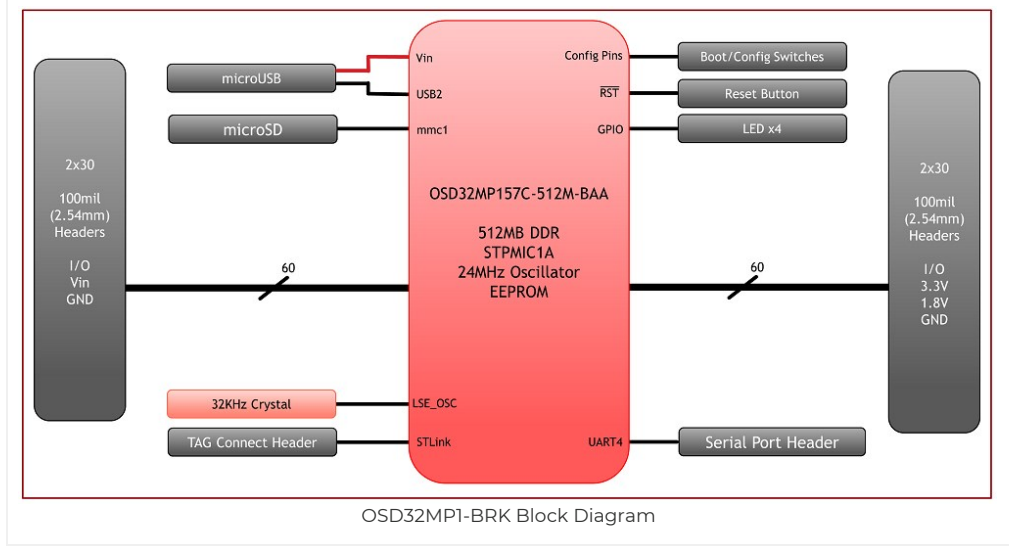 2x30
100mil
(2.54mm)
Headers
I/O
Vin
GND
microUSB
microSD
60
32KHz Crystal
TAG Connect Header
Vin
USB2
mmc1
LSE_OSC
STLink
OSD32MP157C-512M-BAA
512MB DDR
STPMIC1A
24MHz Oscillator
EEPROM
Config Pins
RST
GPIO
UART4
Boot/Config Switches
Reset Button
LED x4
60
Serial Port Header
2x30
100mil
(2.54mm)
Headers
I/O
3.3V
1.8V
GND
OSD32MP1-BRK Block Diagram